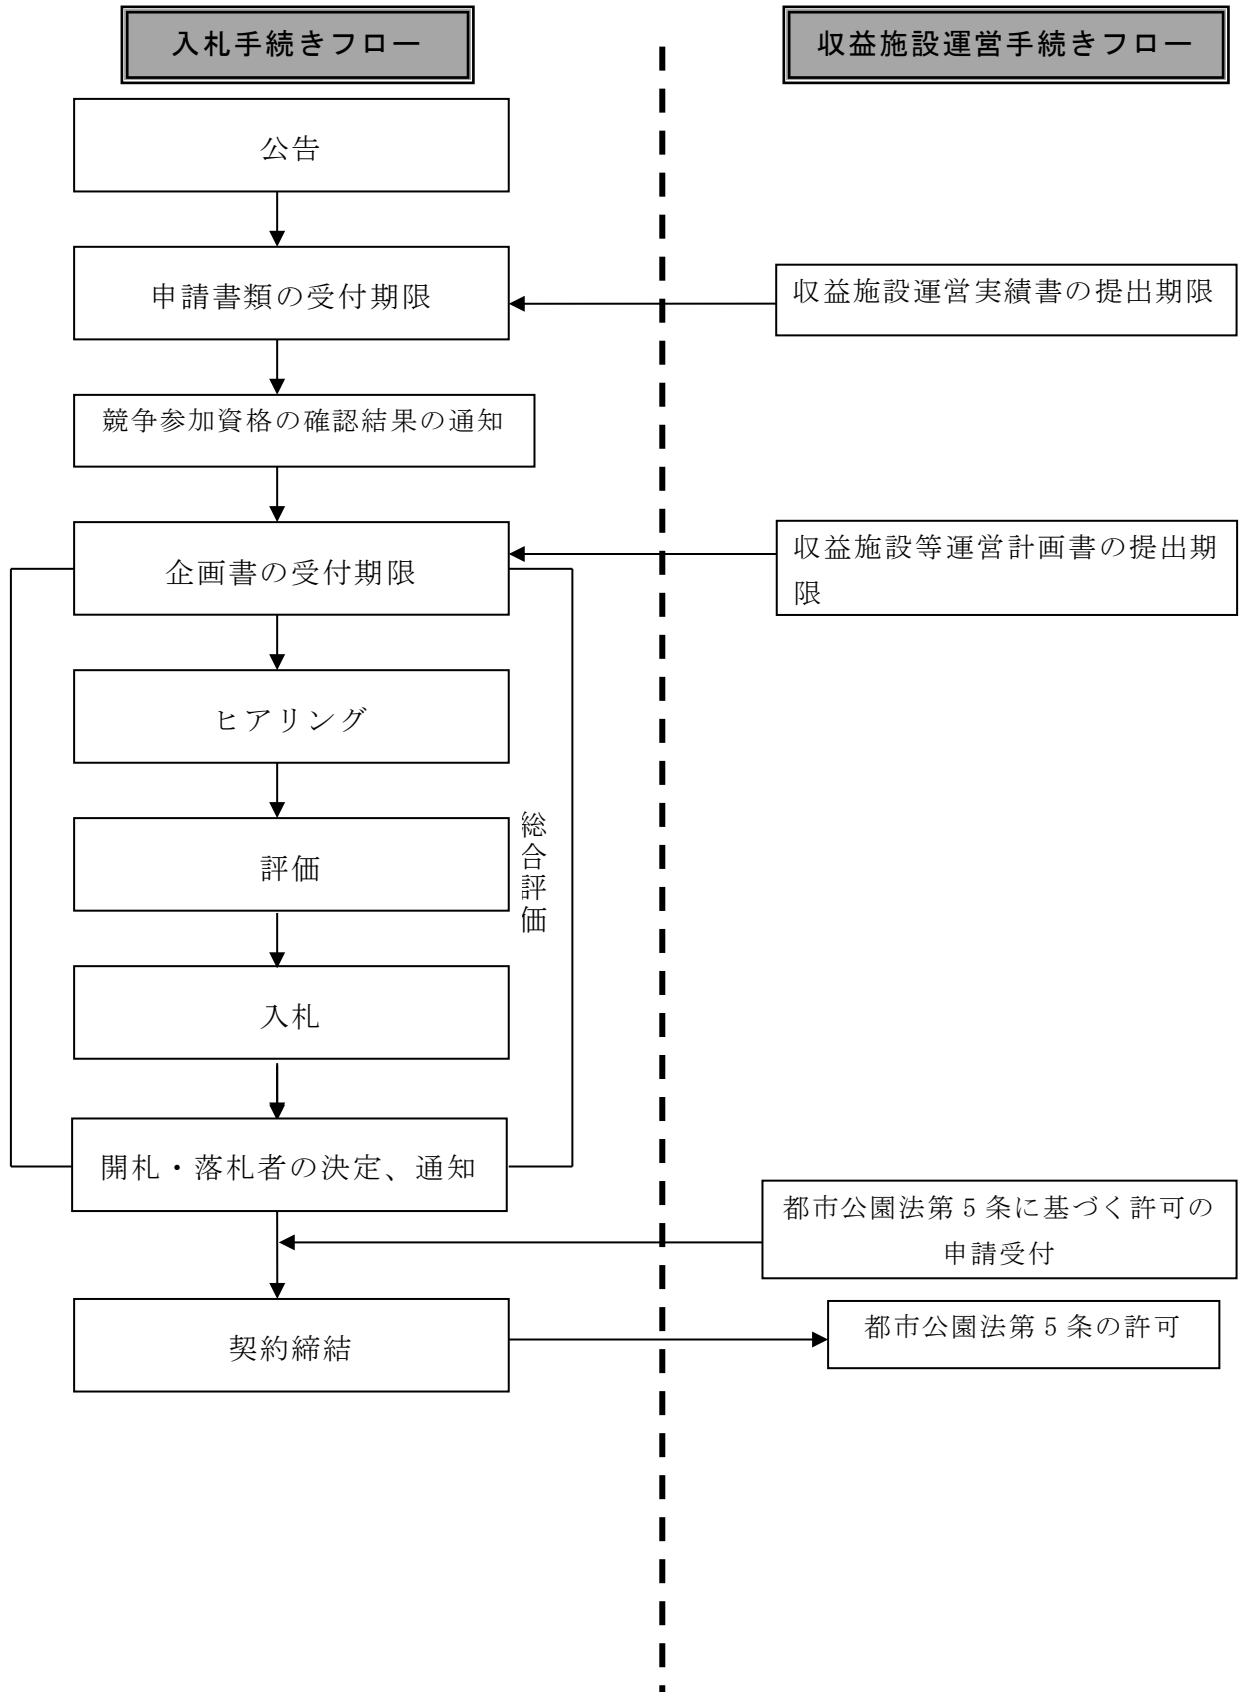 入札手続きフロー
収益施設運営手続きフロー
公告
申請書類の受付期限
収益施設運営実績書の提出期限
競争参加資格の確認結果の通知
企画書の受付期限
収益施設等運営計画書の提出期
限
ヒアリング
評価
総合評価
入札
開札・落札者の決定、通知
都市公園法第5条に基づく許可の
申請受付
契約締結
都市公園法第5条の許可